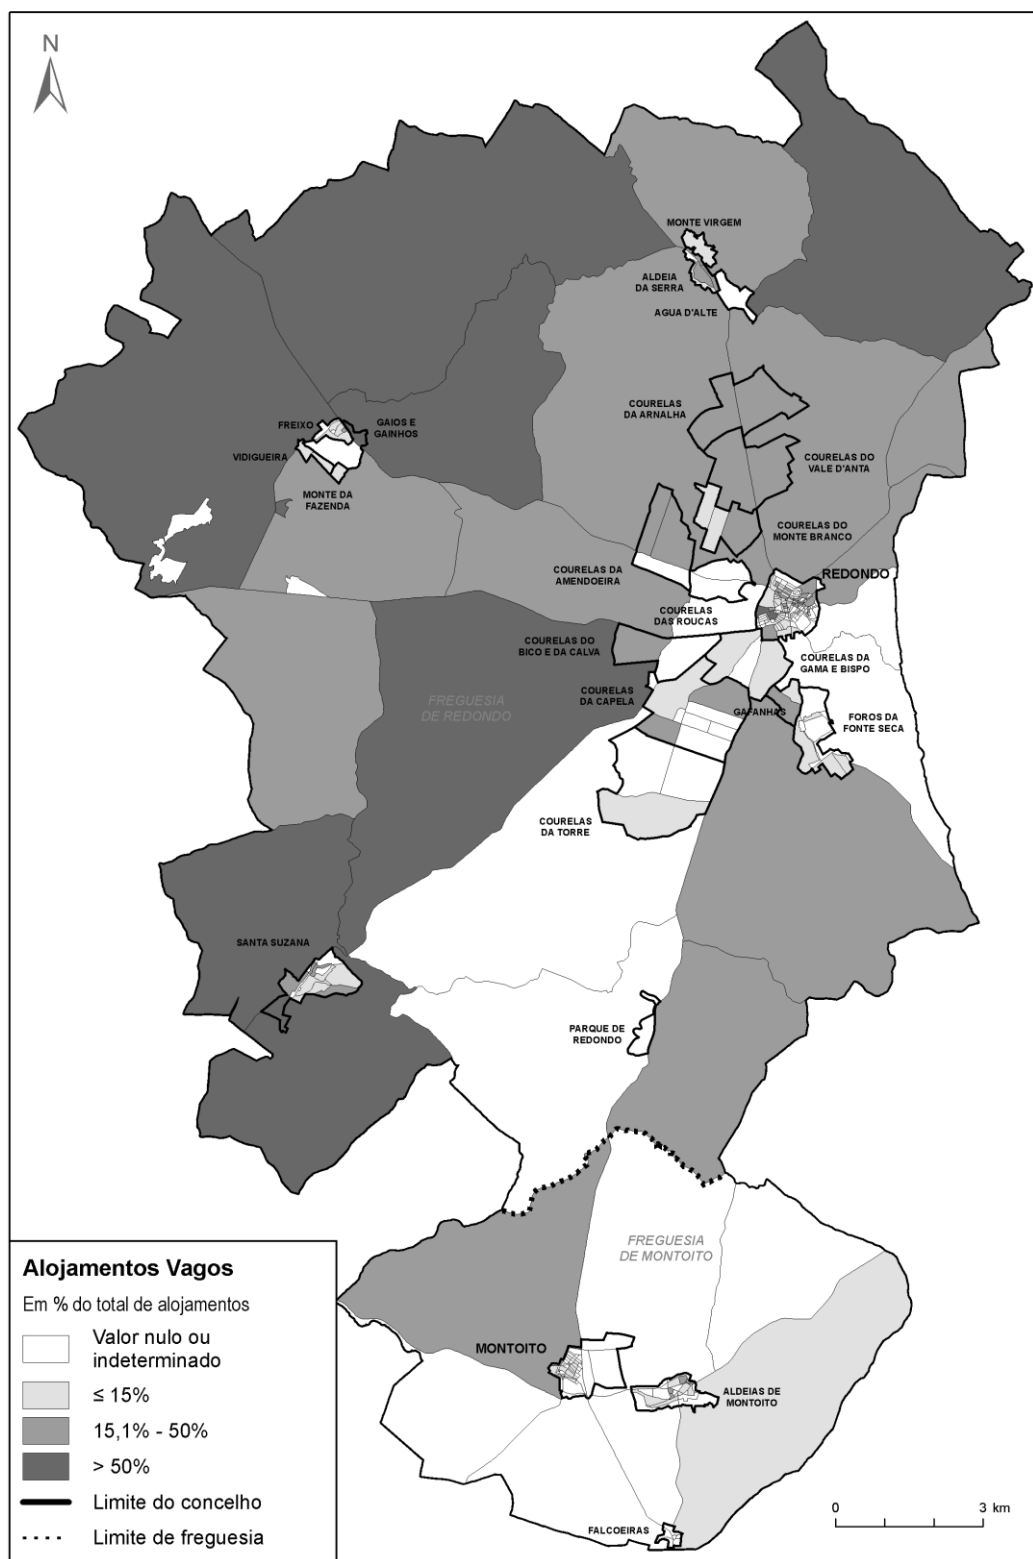 N
MONTE VIRGEM
ALDEIA
DA SERRA
AGUA D'ALTE
COURELAS
DA ARNALHA
FREIXO
GAIOS E
GAINHOS
VIDIGUEIRA
COURELAS DO
VALE D'ANTA
MONTE DA
FAZENDA
COURELAS DO
MONTE BRANCO
COURELAS DA
AMENDOEIRA
REDONDO
COURELAS
DAS ROUCAS
COURELAS DO
BICO E DA CALVA
COURELAS DA
GAMA E BISPO
COURELAS
DA CAPELA
FREGUESIA
DE REDONDO
GAFANHAS
FOROS DA
FONTE SECA
COURELAS
DA TORRE
SANTA SUZANA
PARQUE DE
REDONDO
FREGUESIA
DE MONTOITO
MONTOITO
ALDEIAS DE
MONTOITO
FALCOEIRAS
0 3 km
Alojamentos Vagos
Em % do total de alojamentos
Valor nulo ou
indeterminado
≤ 15%
15,1% - 50%
> 50%
Limite do concelho
Limite de freguesia